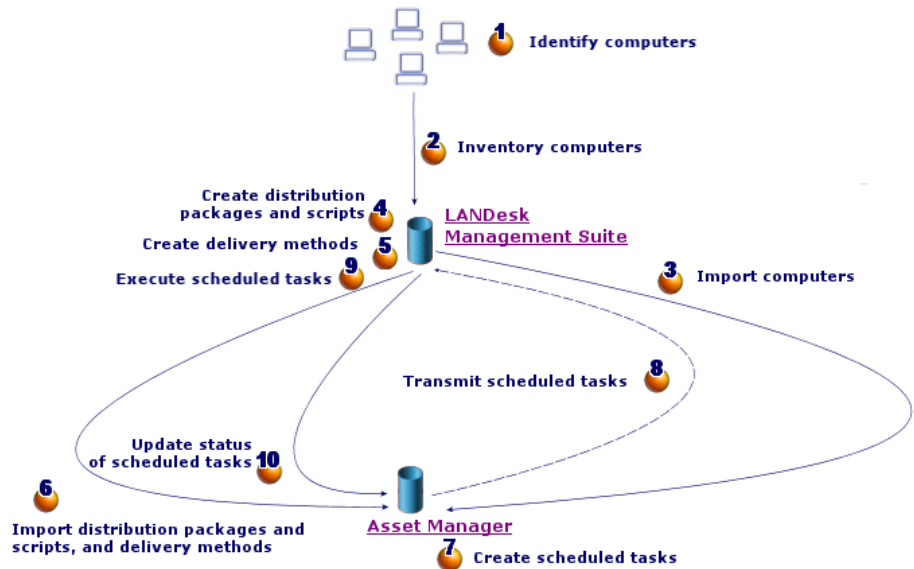 1 Identify computers
2 Inventory computers
Create distribution
packages and scripts 4
LANDesk
Management Suite
Create delivery methods 5
Execute scheduled tasks 9
3 Import computers
Transmit scheduled tasks 8
Update status
of scheduled tasks 10
6
Import distribution packages and
scripts, and delivery methods
Asset Manager
7 Create scheduled tasks